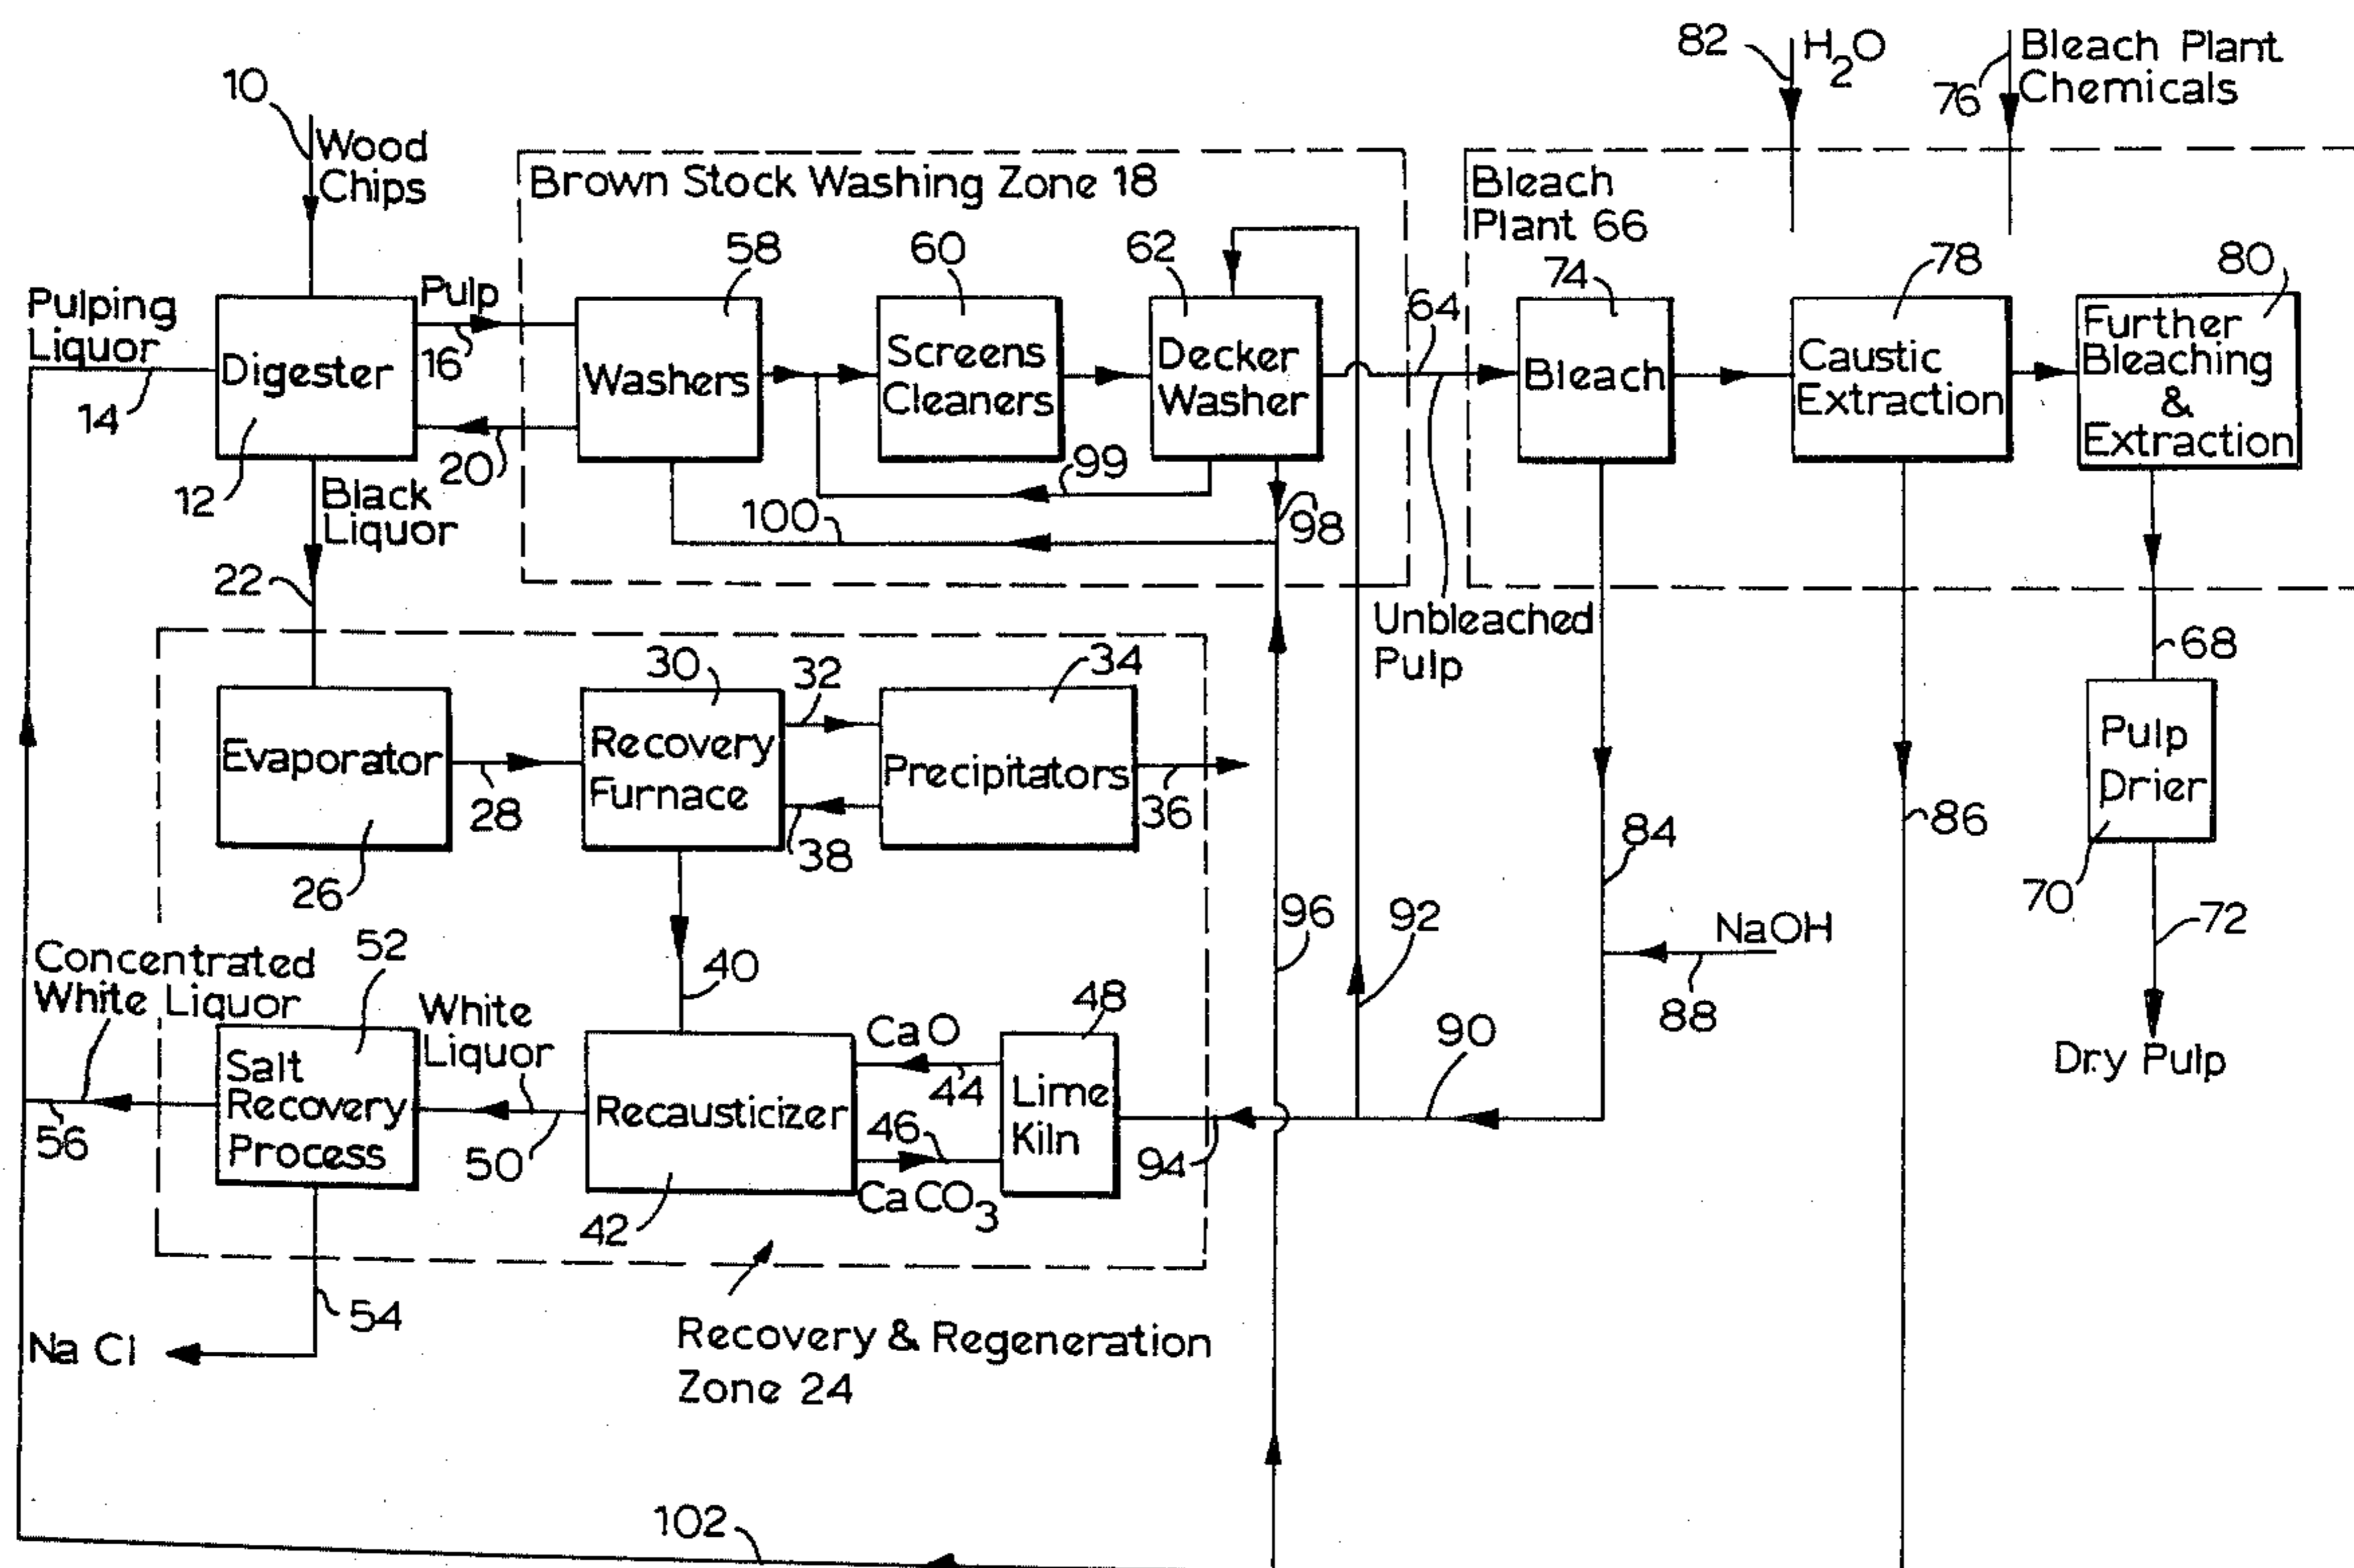 82
H2O
76
Bleach Plant
Chemicals
10
Wood
Chips
Brown Stock Washing Zone 18
Bleach
Plant 66
58
60
62
64
74
78
80
Pulping
Liquor
14
Digester
12
Pulp
16
20
Washers
Screens
Cleaners
Decker
Washer
Bleach
Caustic
Extraction
Further
Bleaching
&
Extraction
Black
Liquor
22
99
100
98
Unbleached
Pulp
68
30
32
34
Evaporator
26
28
Recovery
Furnace
38
Precipitators
36
Pulp
Drier
70
72
Dry Pulp
84
86
NaOH
88
96
92
90
Concentrated
White Liquor
52
White
Liquor
40
CaO
44
48
Salt
Recovery
Process
56
50
Recausticizer
42
46
CaCO3
Lime
Kiln
94
54
Na Cl
Recovery & Regeneration
Zone 24
102